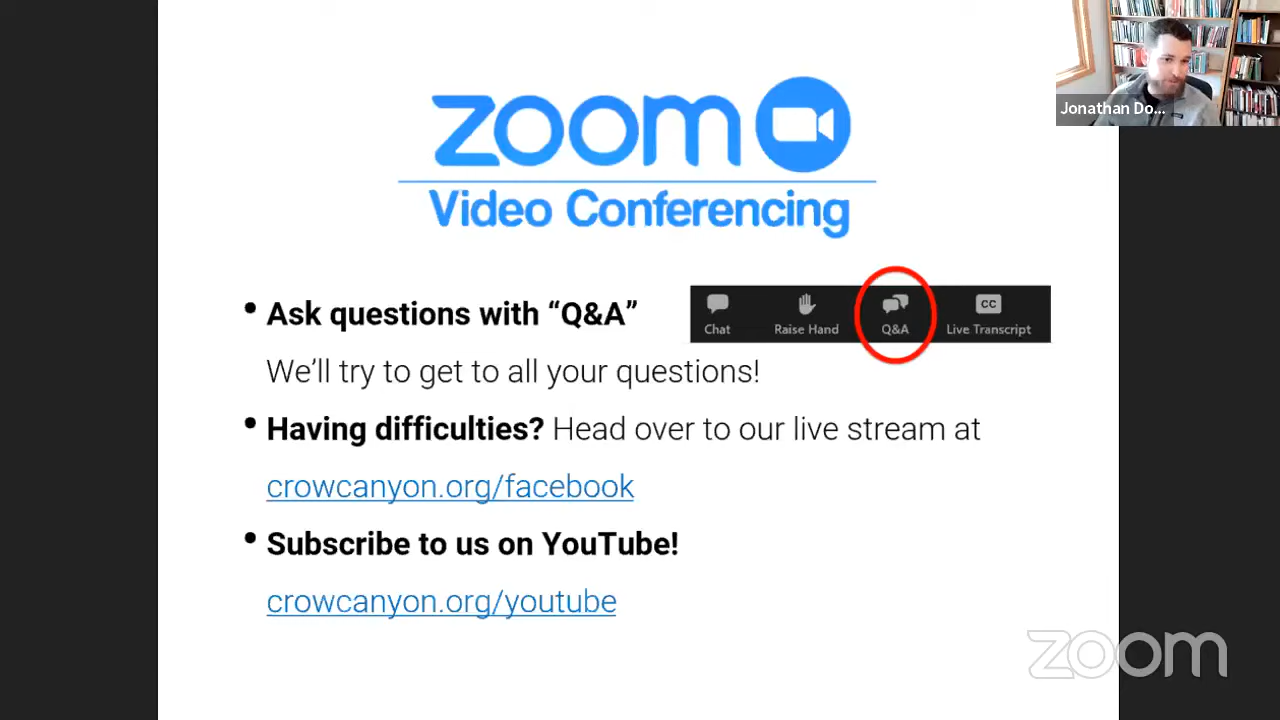 Jonathan Do...
zoom
Video Conferencing
• Ask questions with “Q&A”
Chat
Raise Hand
Q&A
CC
Live Transcript
We’ll try to get to all your questions!
• Having difficulties? Head over to our live stream at
crowcanyon.org/facebook
• Subscribe to us on YouTube!
crowcanyon.org/youtube
zoom